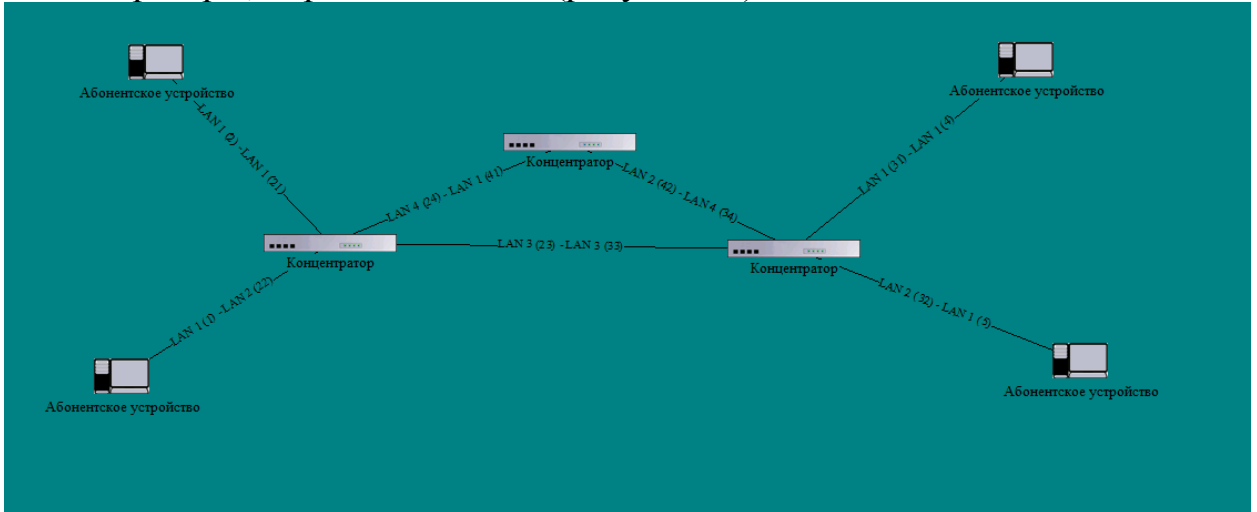 Абонентское устройство
Абонентское устройство
LAN 1 (2) - LAN 1 (21)
Концентратор
LAN 1 (31) - LAN 1 (4)
LAN 4 (24) - LAN 1 (41)
LAN 2 (42) - LAN 4 (34)
LAN 3 (23) - LAN 3 (33)
Концентратор
Концентратор
LAN 1 (1) - LAN 2 (22)
LAN 2 (32) - LAN 1 (5)
Абонентское устройство
Абонентское устройство